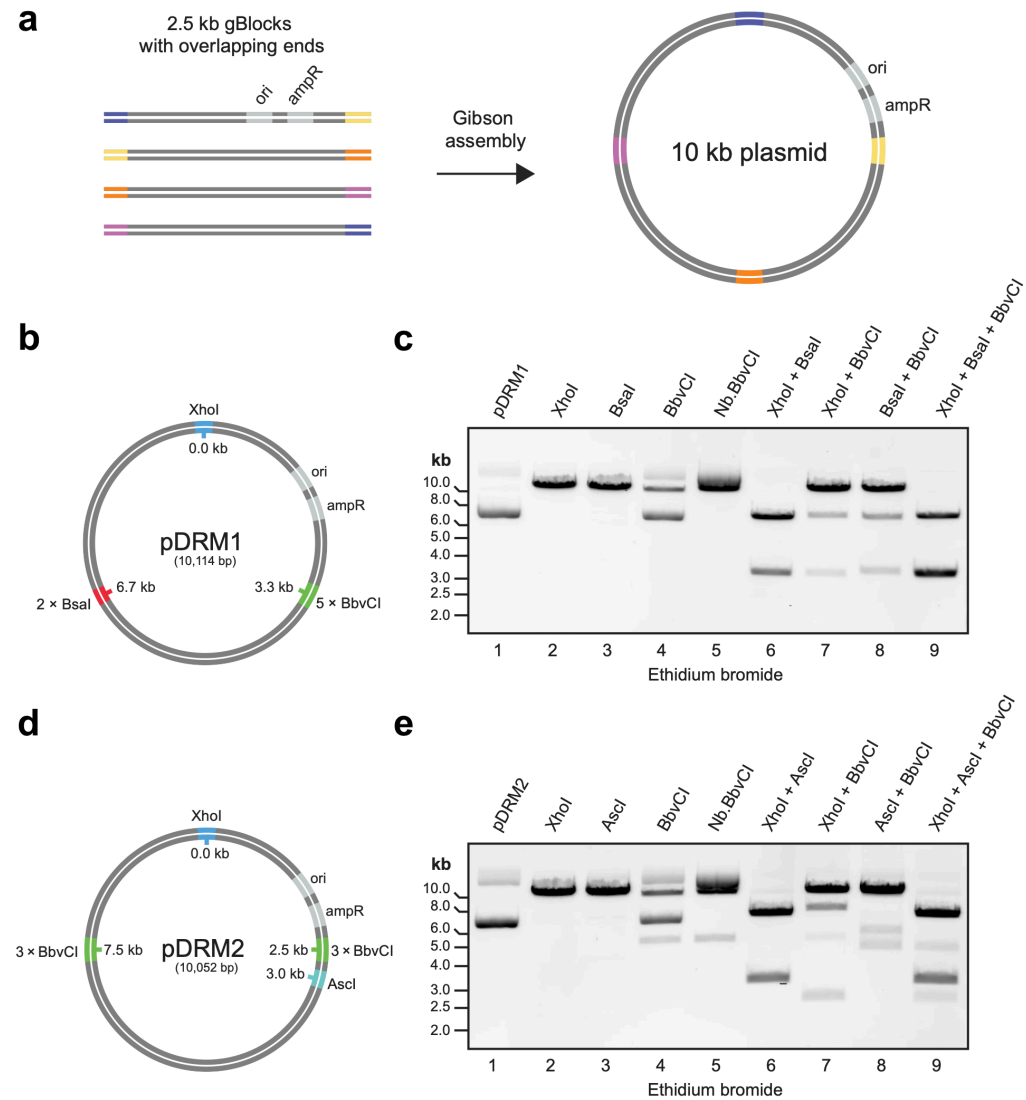 a
2.5 kb gBlocks
with overlapping ends
ori
ampR
Gibson
assembly
ori
ampR
10 kb plasmid
b
XhoI
0.0 kb
ori
ampR
pDRM1
(10,114 bp)
6.7 kb
3.3 kb
2 × BsaI
5 × BbvCI
c
pDRM1
XhoI
BsaI
BbvCI
Nb.BbvCI
XhoI + BsaI
XhoI + BbvCI
BsaI + BbvCI
XhoI + BsaI + BbvCI
kb
10.0
8.0
6.0
5.0
4.0
3.0
2.5
2.0
1 2 3 4 5 6 7 8 9
Ethidium bromide
d
XhoI
0.0 kb
ori
ampR
3 × BbvCI
7.5 kb
pDRM2
(10,052 bp)
2.5 kb
3 × BbvCI
3.0 kb
AscI
e
pDRM2
XhoI
AscI
BbvCI
Nb.BbvCI
XhoI + AscI
XhoI + BbvCI
AscI + BbvCI
XhoI + AscI + BbvCI
kb
10.0
8.0
6.0
5.0
4.0
3.0
2.5
2.0
1 2 3 4 5 6 7 8 9
Ethidium bromide